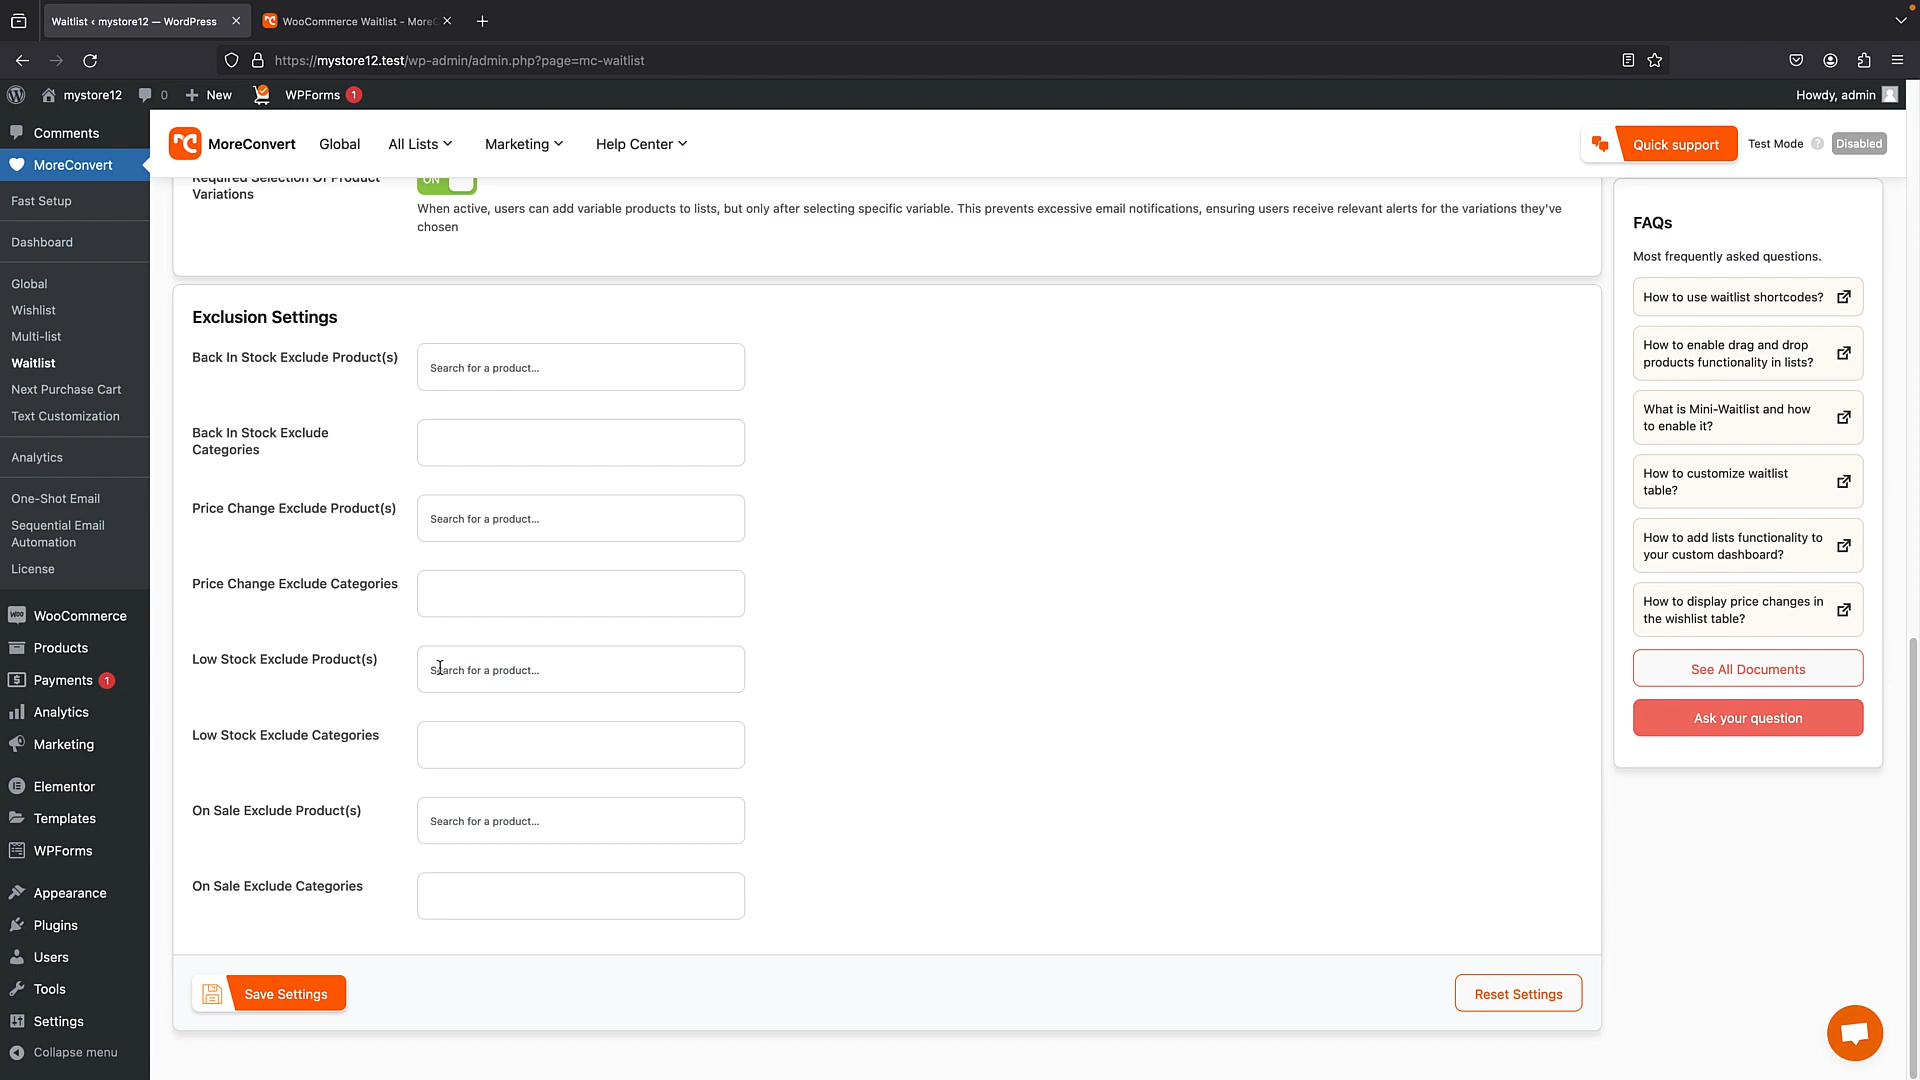 Waitlist ‹ mystore12 — WordPress
WooCommerce Waitlist - MoreC
https://mystore12.test/wp-admin/admin.php?page=mc-waitlist
mystore12
0
New
WPForms 1
Howdy, admin
Comments
MoreConvert
Fast Setup
Dashboard
Global
Wishlist
Multi-list
Waitlist
Next Purchase Cart
Text Customization
Analytics
One-Shot Email
Sequential Email
Automation
License
WooCommerce
Products
Payments 1
Analytics
Marketing
Elementor
Templates
WPForms
Appearance
Plugins
Users
Tools
Settings
Collapse menu
MoreConvert
Global
All Lists
Marketing
Help Center
Quick support
Test Mode ?
Disabled
Required Selection Of Product
Variations
ON
When active, users can add variable products to lists, but only after selecting specific variable. This prevents excessive email notifications, ensuring users receive relevant alerts for the variations they've
chosen
Exclusion Settings
Back In Stock Exclude Product(s)
Search for a product...
Back In Stock Exclude
Categories
Price Change Exclude Product(s)
Search for a product...
Price Change Exclude Categories
Low Stock Exclude Product(s)
Search for a product...
Low Stock Exclude Categories
On Sale Exclude Product(s)
Search for a product...
On Sale Exclude Categories
Save Settings
Reset Settings
FAQs
Most frequently asked questions.
How to use waitlist shortcodes?
How to enable drag and drop
products functionality in lists?
What is Mini-Waitlist and how
to enable it?
How to customize waitlist
table?
How to add lists functionality to
your custom dashboard?
How to display price changes in
the wishlist table?
See All Documents
Ask your question